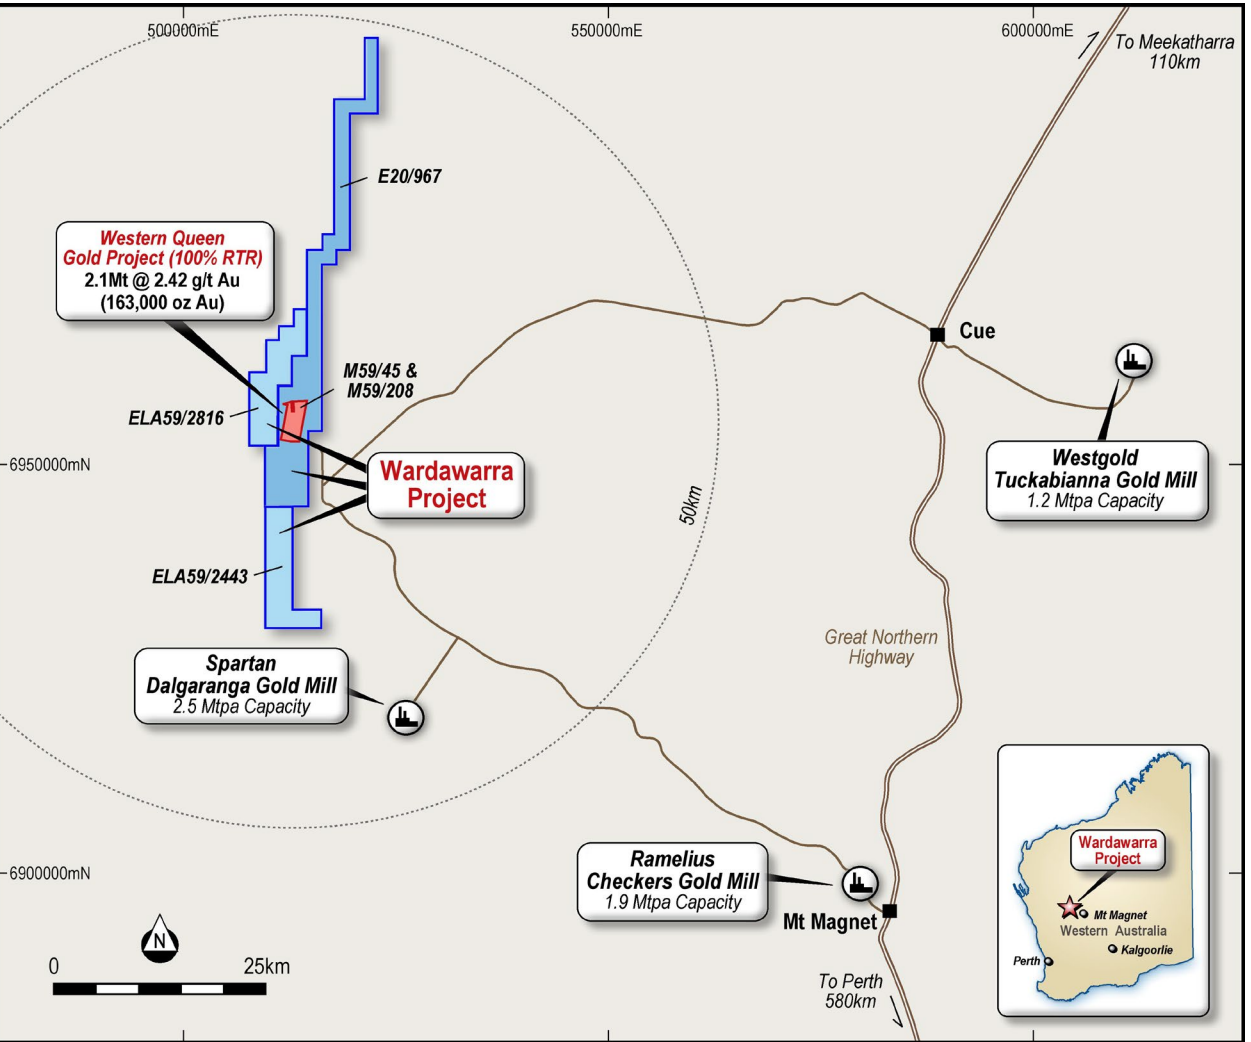 500000mE
550000mE
600000mE
To Meekatharra
110km
E20/967
Western Queen
Gold Project (100% RTR)
2.1Mt @ 2.42 g/t Au
(163,000 oz Au)
Cue
M59/45 &
M59/208
ELA59/2816
Wardawarra
Project
6950000mN
Westgold
Tuckabianna Gold Mill
1.2 Mtpa Capacity
50km
ELA59/2443
Great Northern
Highway
Spartan
Dalgaranga Gold Mill
2.5 Mtpa Capacity
Wardawarra
Project
Ramelius
Checkers Gold Mill
1.9 Mtpa Capacity
6900000mN
Mt Magnet
Mt Magnet
Western Australia
Kalgoorlie
Perth
N
0
25km
To Perth
580km